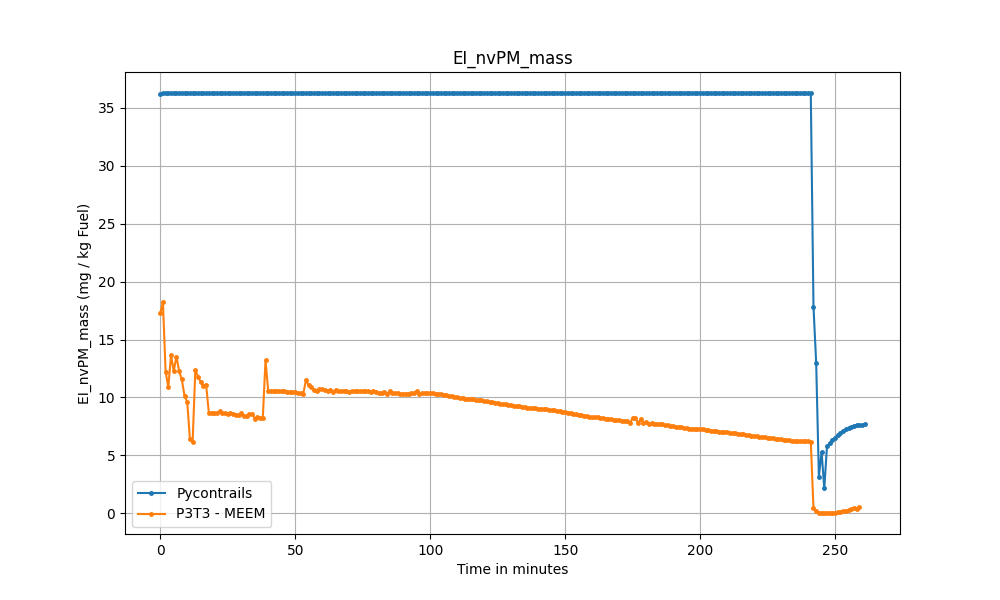 EI_nvPM_mass
EI_nvPM_mass (mg / kg Fuel)
35
30
25
20
15
10
5
0
Pycontrails
P3T3 - MEEM
0 50 100 150 200 250
Time in minutes